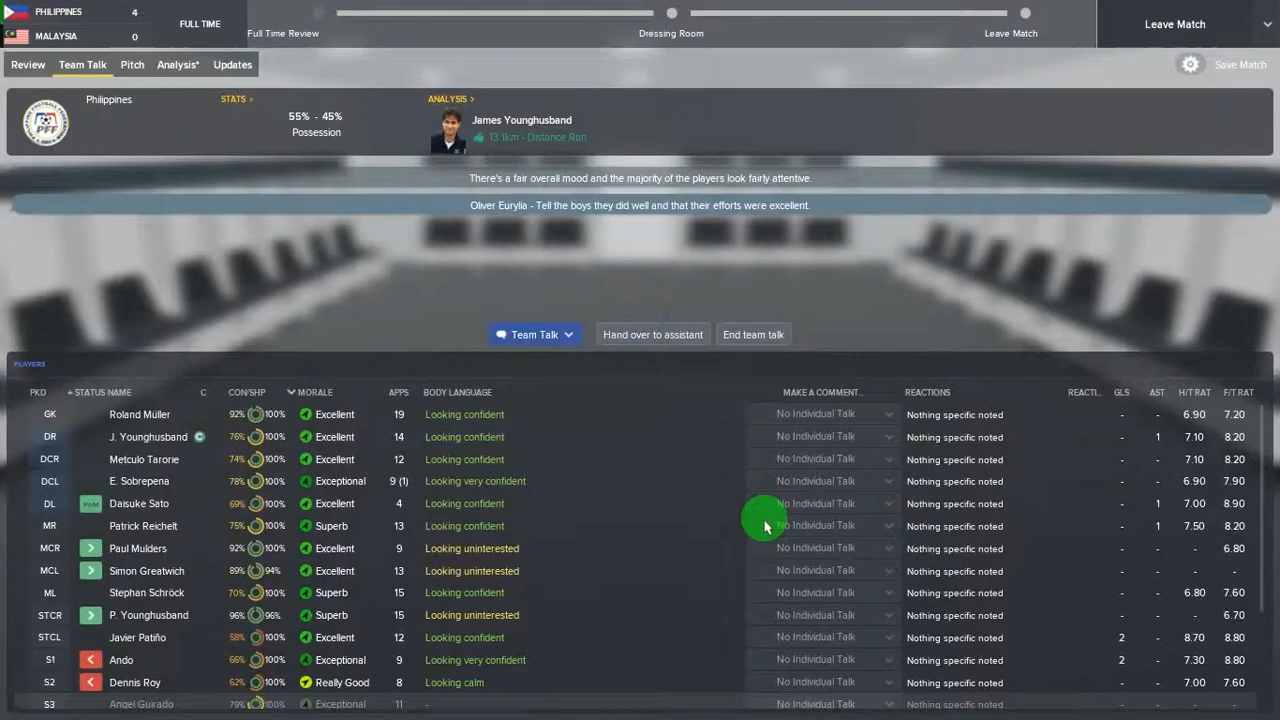 PHILIPPINES 4
MALAYSIA 0
FULL TIME
Full Time Review
Dressing Room
Leave Match
Leave Match
Review Team Talk Pitch Analysis* Updates
Save Match
Philippines
STATS >
55% - 45%
Possession
ANALYSIS >
James Younghusband
13.1km - Distance Run
PFF
There's a fair overall mood and the majority of the players look fairly attentive.
Oliver Eurylia - Tell the boys they did well and that their efforts were excellent.
Team Talk Hand over to assistant End team talk
PLAYERS
PKD STATUS NAME C CON/SHP MORALE APPS BODY LANGUAGE MAKE A COMMENT... REACTIONS REACTI... GLS AST H/T RAT F/T RAT
GK Roland Müller 92% 100% Excellent 19 Looking confident No Individual Talk Nothing specific noted - - 6.90 7.20
DR J. Younghusband C 76% 100% Excellent 14 Looking confident No Individual Talk Nothing specific noted - 1 7.10 8.20
DCR Metculo Tarorie 74% 100% Excellent 12 Looking confident No Individual Talk Nothing specific noted - - 7.10 8.20
DCL E. Sobrepena 78% 100% Exceptional 9 (1) Looking very confident No Individual Talk Nothing specific noted - - 6.90 7.90
DL PoM Daisuke Sato 69% 100% Excellent 4 Looking confident No Individual Talk Nothing specific noted - 1 7.00 8.90
MR Patrick Reichelt 75% 100% Superb 13 Looking confident No Individual Talk Nothing specific noted - 1 7.50 8.20
MCR Paul Mulders 92% 100% Excellent 9 Looking uninterested No Individual Talk Nothing specific noted - - - 6.80
MCL Simon Greatwich 89% 94% Excellent 13 Looking uninterested No Individual Talk Nothing specific noted - - - -
ML Stephan Schröck 70% 100% Superb 15 Looking confident No Individual Talk Nothing specific noted - - 6.80 7.60
STCR P. Younghusband 96% 96% Superb 15 Looking uninterested No Individual Talk Nothing specific noted - - - 6.70
STCL Javier Patiño 58% 100% Excellent 12 Looking confident No Individual Talk Nothing specific noted 2 - 8.70 8.80
S1 Ando 66% 100% Exceptional 9 Looking very confident No Individual Talk Nothing specific noted 2 - 7.30 8.80
S2 Dennis Roy 62% 100% Really Good 8 Looking calm No Individual Talk Nothing specific noted - - 7.00 7.60
S3 Angel Guirado 79% 100% Exceptional 11 - No Individual Talk Nothing specific noted - - - -